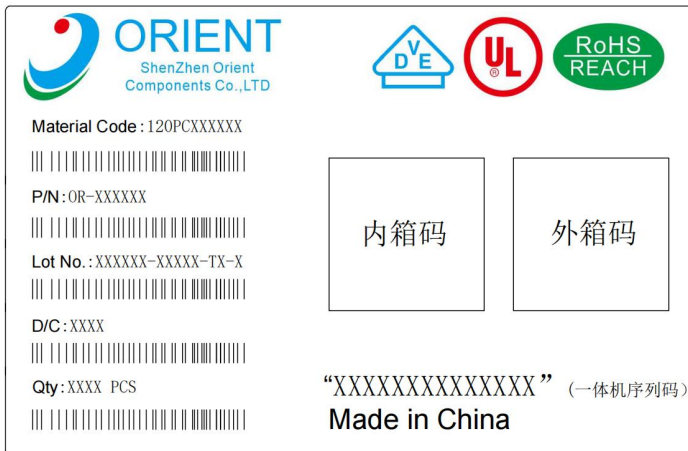 ORIENT
ShenZhen Orient
Components Co.,LTD
VDE
UL
®
RoHS
REACH
Material Code:120PCXXXXXX
P/N:OR-XXXXXX
Lot No.:XXXXXX-XXXXX-TX-X
D/C:XXXX
Qty:XXXX PCS
内箱码
外箱码
“XXXXXXXXXXXXXX”(一体机序列码)
Made in China